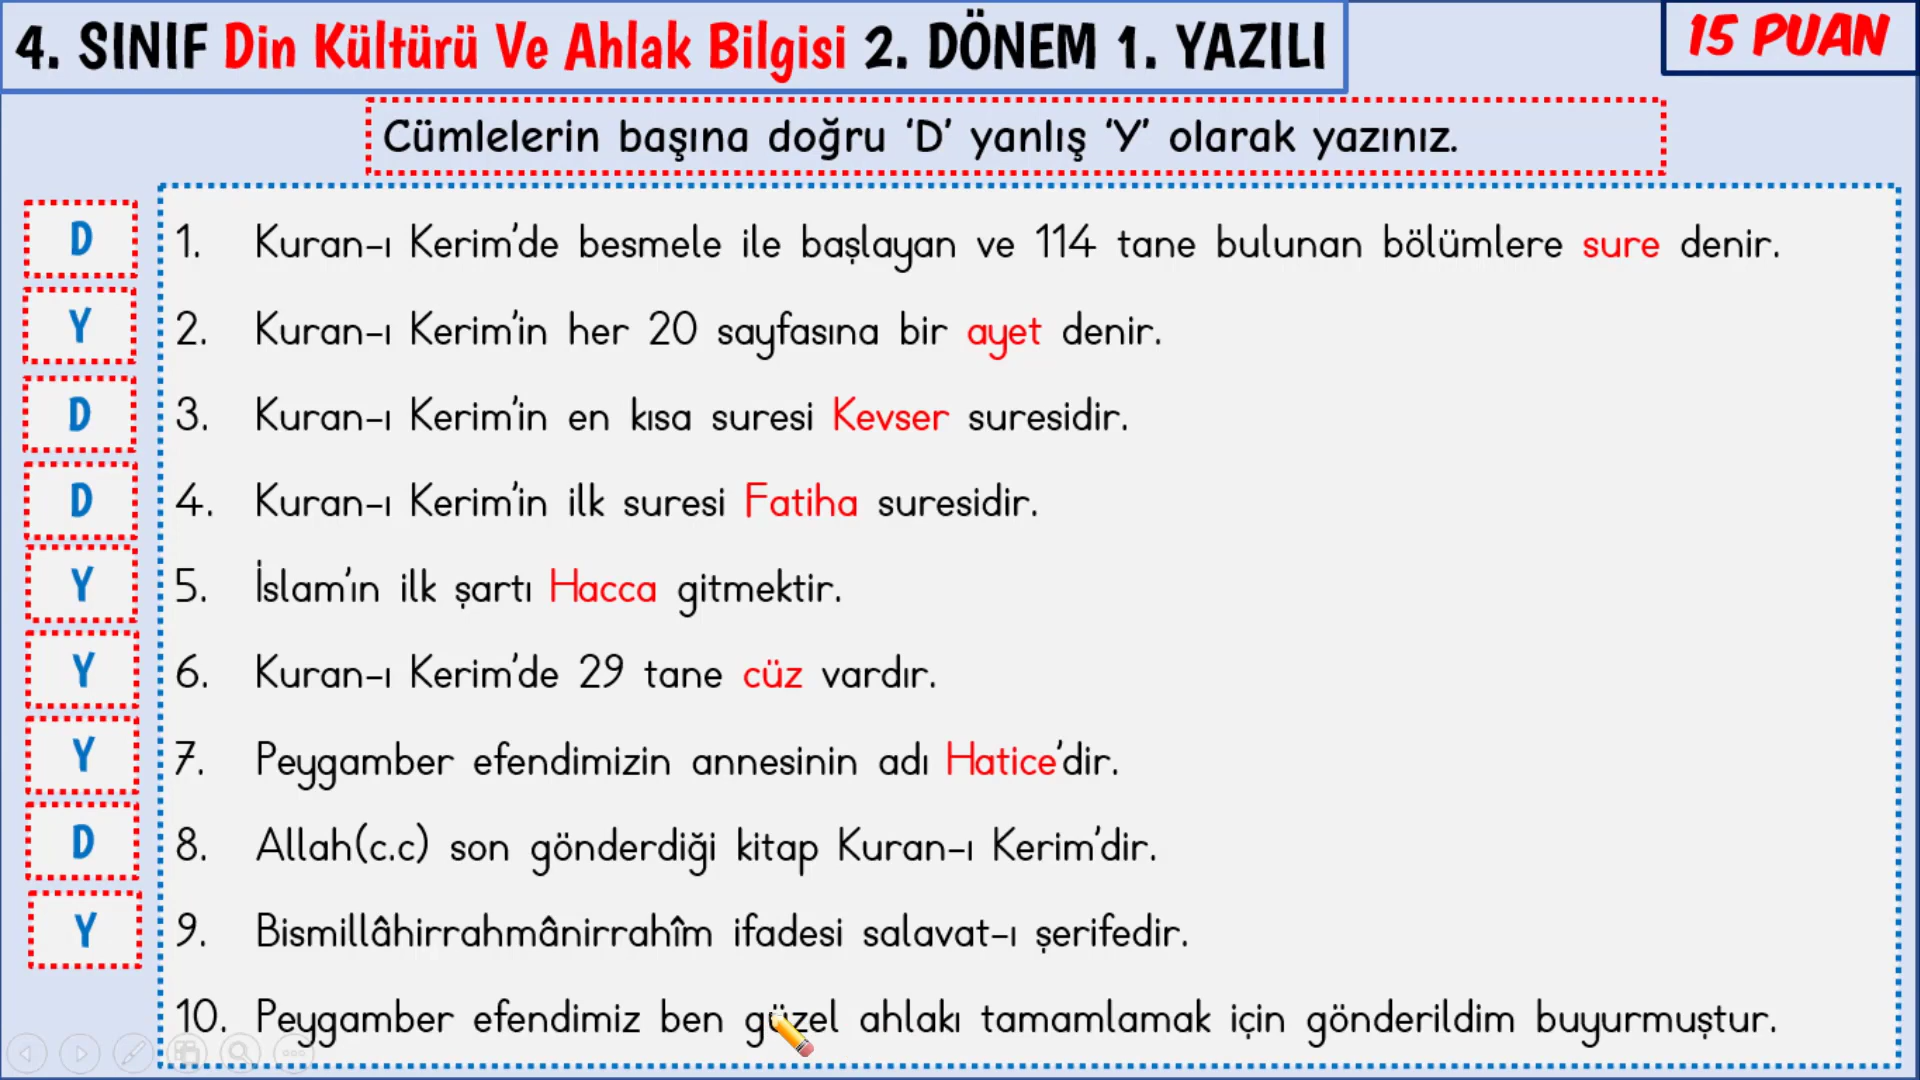 4. SINIF Din Kültürü Ve Ahlak Bilgisi 2. DÖNEM 1. YAZILI
15 PUAN
Cümlelerin başına doğru ‘D’ yanlış ‘Y’ olarak yazınız.
D 1. Kuran-ı Kerim’de besmele ile başlayan ve 114 tane bulunan bölümlere sure denir.
Y 2. Kuran-ı Kerim’in her 20 sayfasına bir ayet denir.
D 3. Kuran-ı Kerim’in en kısa suresi Kevser suresidir.
D 4. Kuran-ı Kerim’in ilk suresi Fatiha suresidir.
Y 5. İslam’ın ilk şartı Hacca gitmektir.
Y 6. Kuran-ı Kerim’de 29 tane cüz vardır.
Y 7. Peygamber efendimizin annesinin adı Hatice’dir.
D 8. Allah(c.c) son gönderdiği kitap Kuran-ı Kerim’dir.
Y 9. Bismillâhirrahmânirrahîm ifadesi salavat-ı şerifedir.
10. Peygamber efendimiz ben güzel ahlakı tamamlamak için gönderildim buyurmuştur.